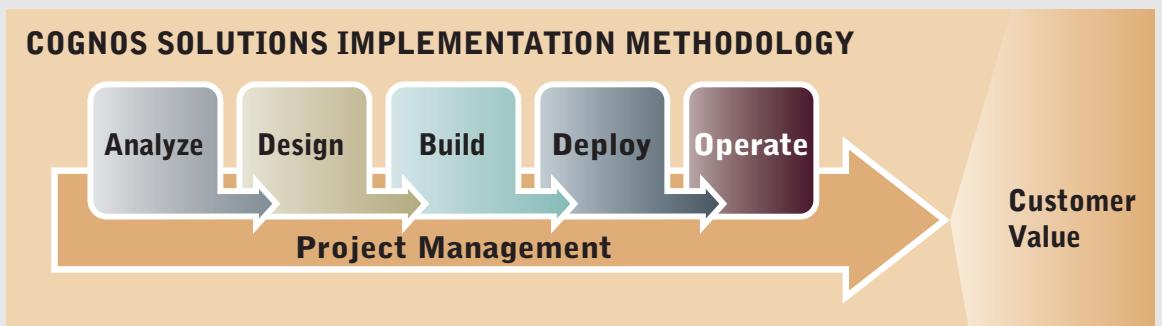 COGNOS SOLUTIONS IMPLEMENTATION METHODOLOGY
Analyze
Design
Build
Deploy
Operate
Project Management
Customer
Value